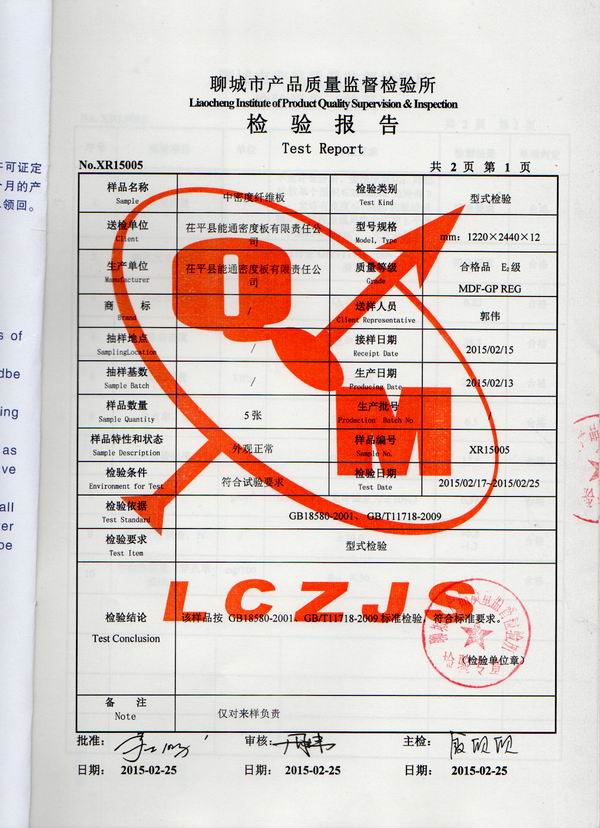 聊城市产品质量监督检验所
Liaocheng Institute of Product Quality Supervision & Inspection
检验报告
Test Report
No.XR15005 共 2 页 第 1 页
样品名称 Sample 中密度纤维板 检验类别 Test Kind 型式检验
送检单位 Client 茌平县能通密度板有限责任公司 型号规格 Model, Type mm: 1220×2440×12
生产单位 Manufacturer 茌平县能通密度板有限责任公司 质量等级 Grade 合格品 E₂级 MDF-GP REG
商标 Brand / 送样人员 Client Representative 郭伟
抽样地点 SamplingLocation / 接样日期 Receipt Date 2015/02/15
抽样基数 Sample Batch / 生产日期 Producing Date 2015/02/13
样品数量 Sample Quantity 5 张 生产批号 Production Batch No /
样品特性和状态 Sample Description 外观正常 样品编号 Sample No. XR15005
检验条件 Environment for Test 符合试验要求 检验日期 Test Date 2015/02/17~2015/02/25
检验依据 Test Standard GB18580-2001、GB/T11718-2009
检验要求 Test Item 型式检验
LCZJS
检验结论 Test Conclusion 该样品按 GB18580-2001、GB/T11718-2009 标准检验，符合标准要求。
（检验单位章）
备注 Note 仅对来样负责
批准： 审核： 主检：
日期： 2015-02-25 日期： 2015-02-25 日期： 2015-02-25
Q
M
许可证定
个月的产
领回。
s of
dbe
ing
as
ve
all
ver
be